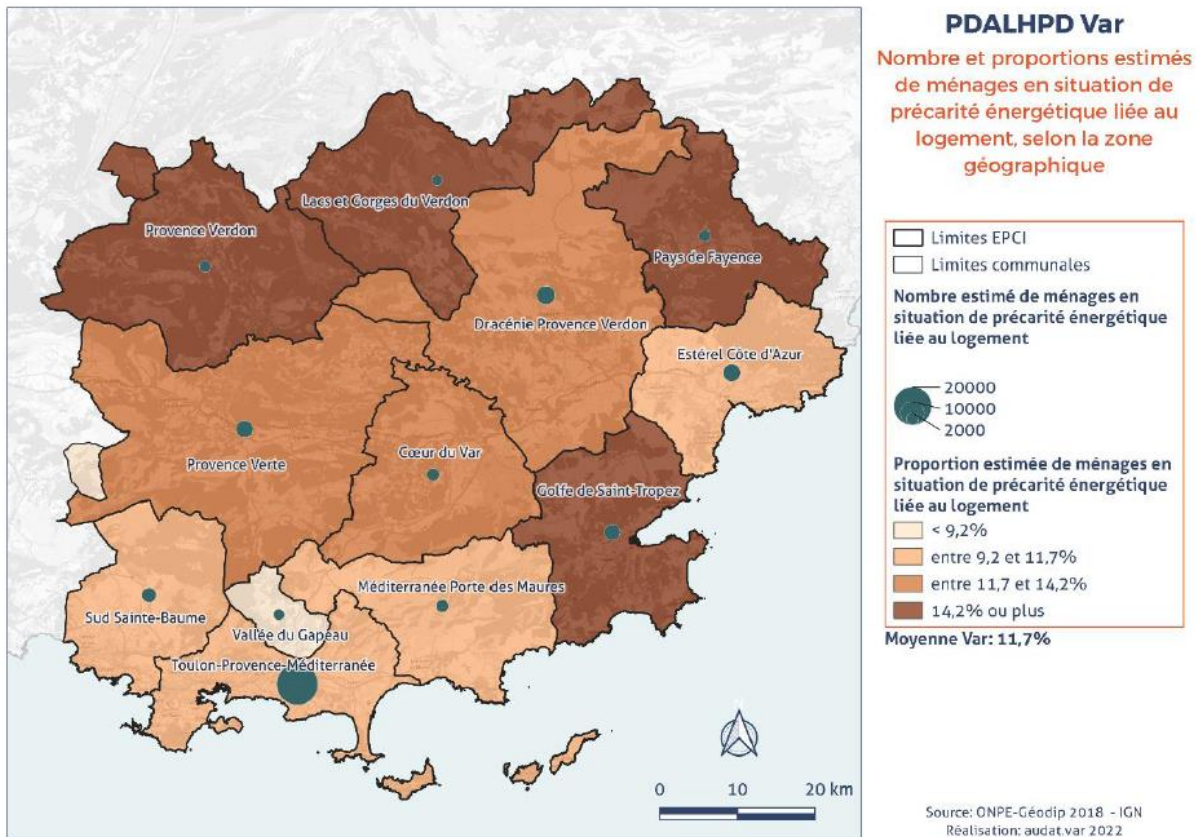 PDALHPD Var
Nombre et proportions estimés
de ménages en situation de
précarité énergétique liée au
logement, selon la zone
géographique
Limites EPCI
Limites communales
Nombre estimé de ménages en
situation de précarité énergétique
liée au logement
20000
10000
2000
Proportion estimée de ménages en
situation de précarité énergétique
liée au logement
< 9,2%
entre 9,2 et 11,7%
entre 11,7 et 14,2%
14,2% ou plus
Moyenne Var: 11,7%
Source: ONPE-Géodip 2018 - IGN
Réalisation: audat.var 2022
Lacs et Gorges du Verdon
Provence Verdon
Pays de Fayence
Dracénie Provence Verdon
Estérel Côte d'Azur
Cœur du Var
Provence Verte
Golfe de Saint-Tropez
Méditerranée Porte des Maures
Sud Sainte-Baume
Vallée du Gapeau
Toulon-Provence-Méditerranée
0 10 20 km